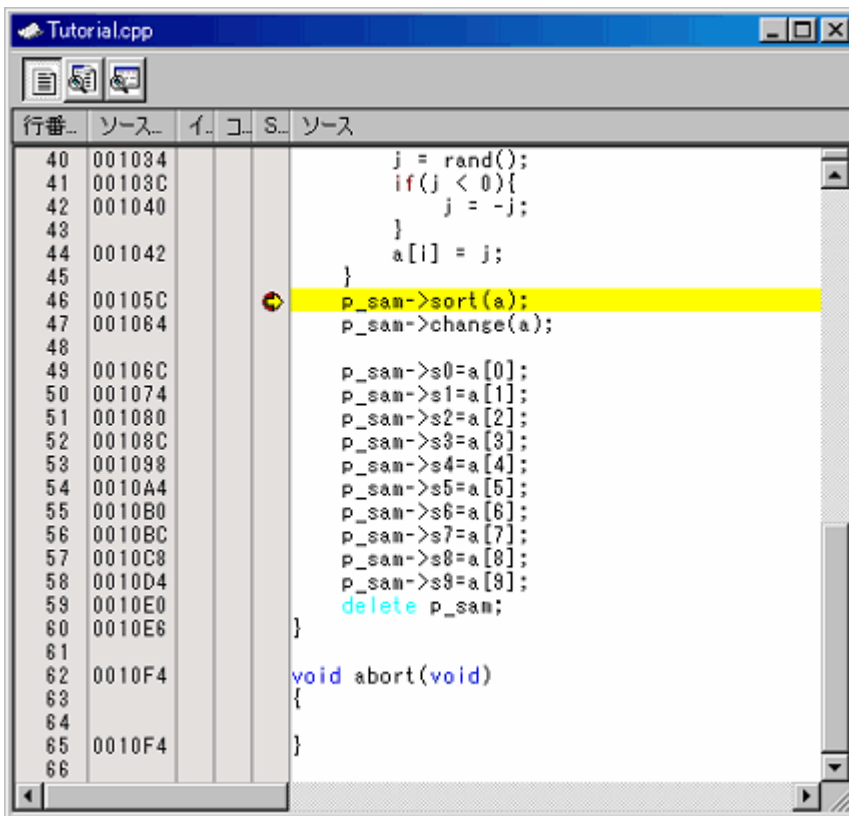 Tutorial.cpp
行番... ソース... イ.. コ.. S... ソース
40 001034 j = rand();
41 00103C if(j < 0){
42 001040 j = -j;
43 }
44 001042 a[i] = j;
45 }
46 00105C p_sam->sort(a);
47 001064 p_sam->change(a);
48
49 00106C p_sam->s0=a[0];
50 001074 p_sam->s1=a[1];
51 001080 p_sam->s2=a[2];
52 00108C p_sam->s3=a[3];
53 001098 p_sam->s4=a[4];
54 0010A4 p_sam->s5=a[5];
55 0010B0 p_sam->s6=a[6];
56 0010BC p_sam->s7=a[7];
57 0010C8 p_sam->s8=a[8];
58 0010D4 p_sam->s9=a[9];
59 0010E0 delete p_sam;
60 0010E6 }
61
62 0010F4 void abort(void)
63 {
64
65 0010F4 }
66